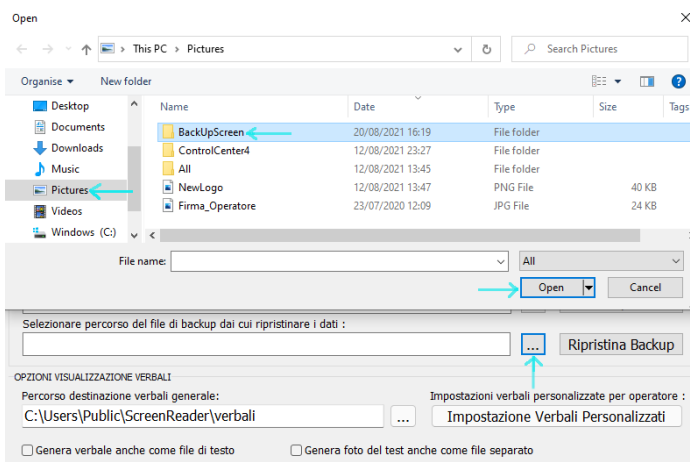 Open
This PC > Pictures
Search Pictures
Organise New folder
Name Date Type Size Tags
Desktop
Documents
Downloads
Music
Pictures
Videos
Windows (C:)
BackUpScreen 20/08/2021 16:19 File folder
ControlCenter4 12/08/2021 23:27 File folder
All 12/08/2021 13:45 File folder
NewLogo 12/08/2021 13:47 PNG File 40 KB
Firma_Operatore 23/07/2020 12:09 JPG File 24 KB
File name: All
Open Cancel
Selezionare percorso del file di backup dai cui ripristinare i dati :
... Ripristina Backup
OPZIONI VISUALIZZAZIONE VERBALI
Percorso destinazione verbali generale: Impostazioni verbali personalizzate per operatore :
C:\Users\Public\ScreenReader\verbali ... Impostazione Verbali Personalizzati
Genera verbale anche come file di testo Genera foto del test anche come file separato